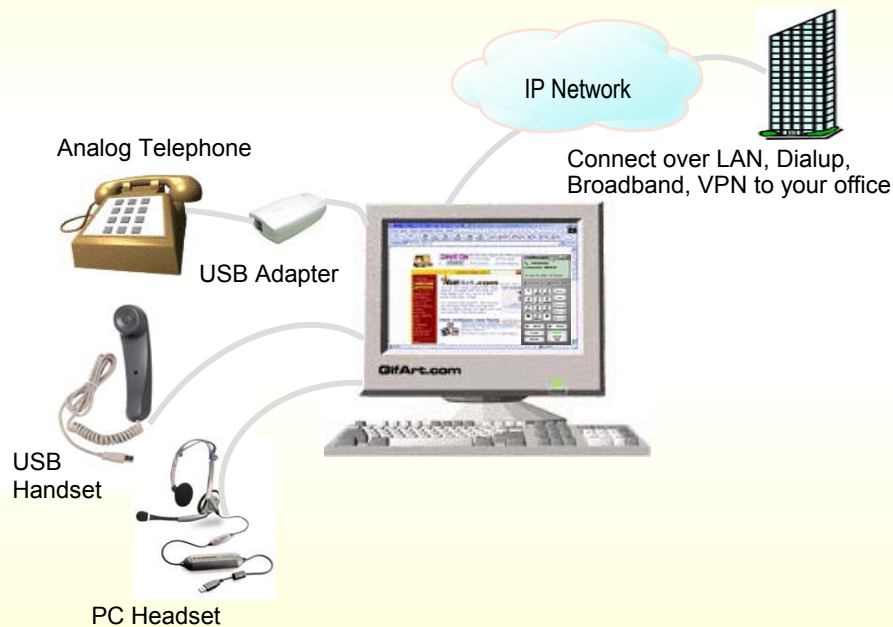 IP Network
Analog Telephone
Connect over LAN, Dialup,
Broadband, VPN to your office
USB Adapter
GifArt.com
USB
Handset
PC Headset